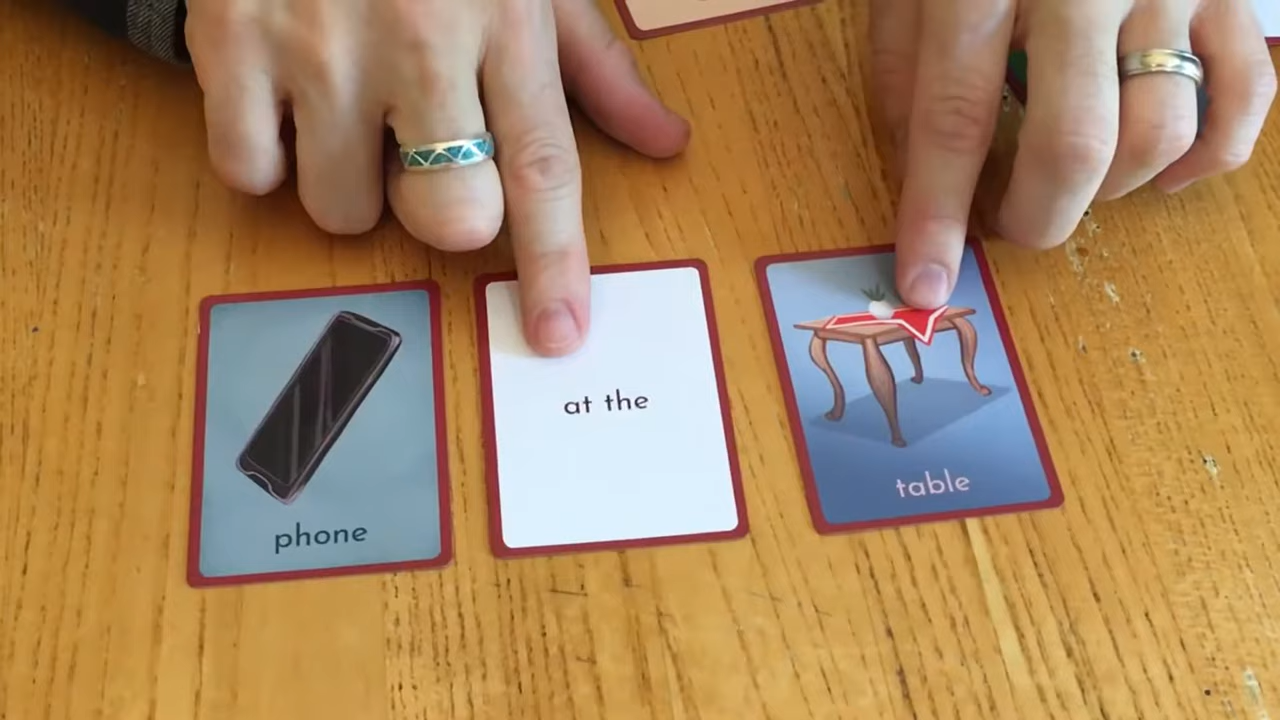 phone
at the
table